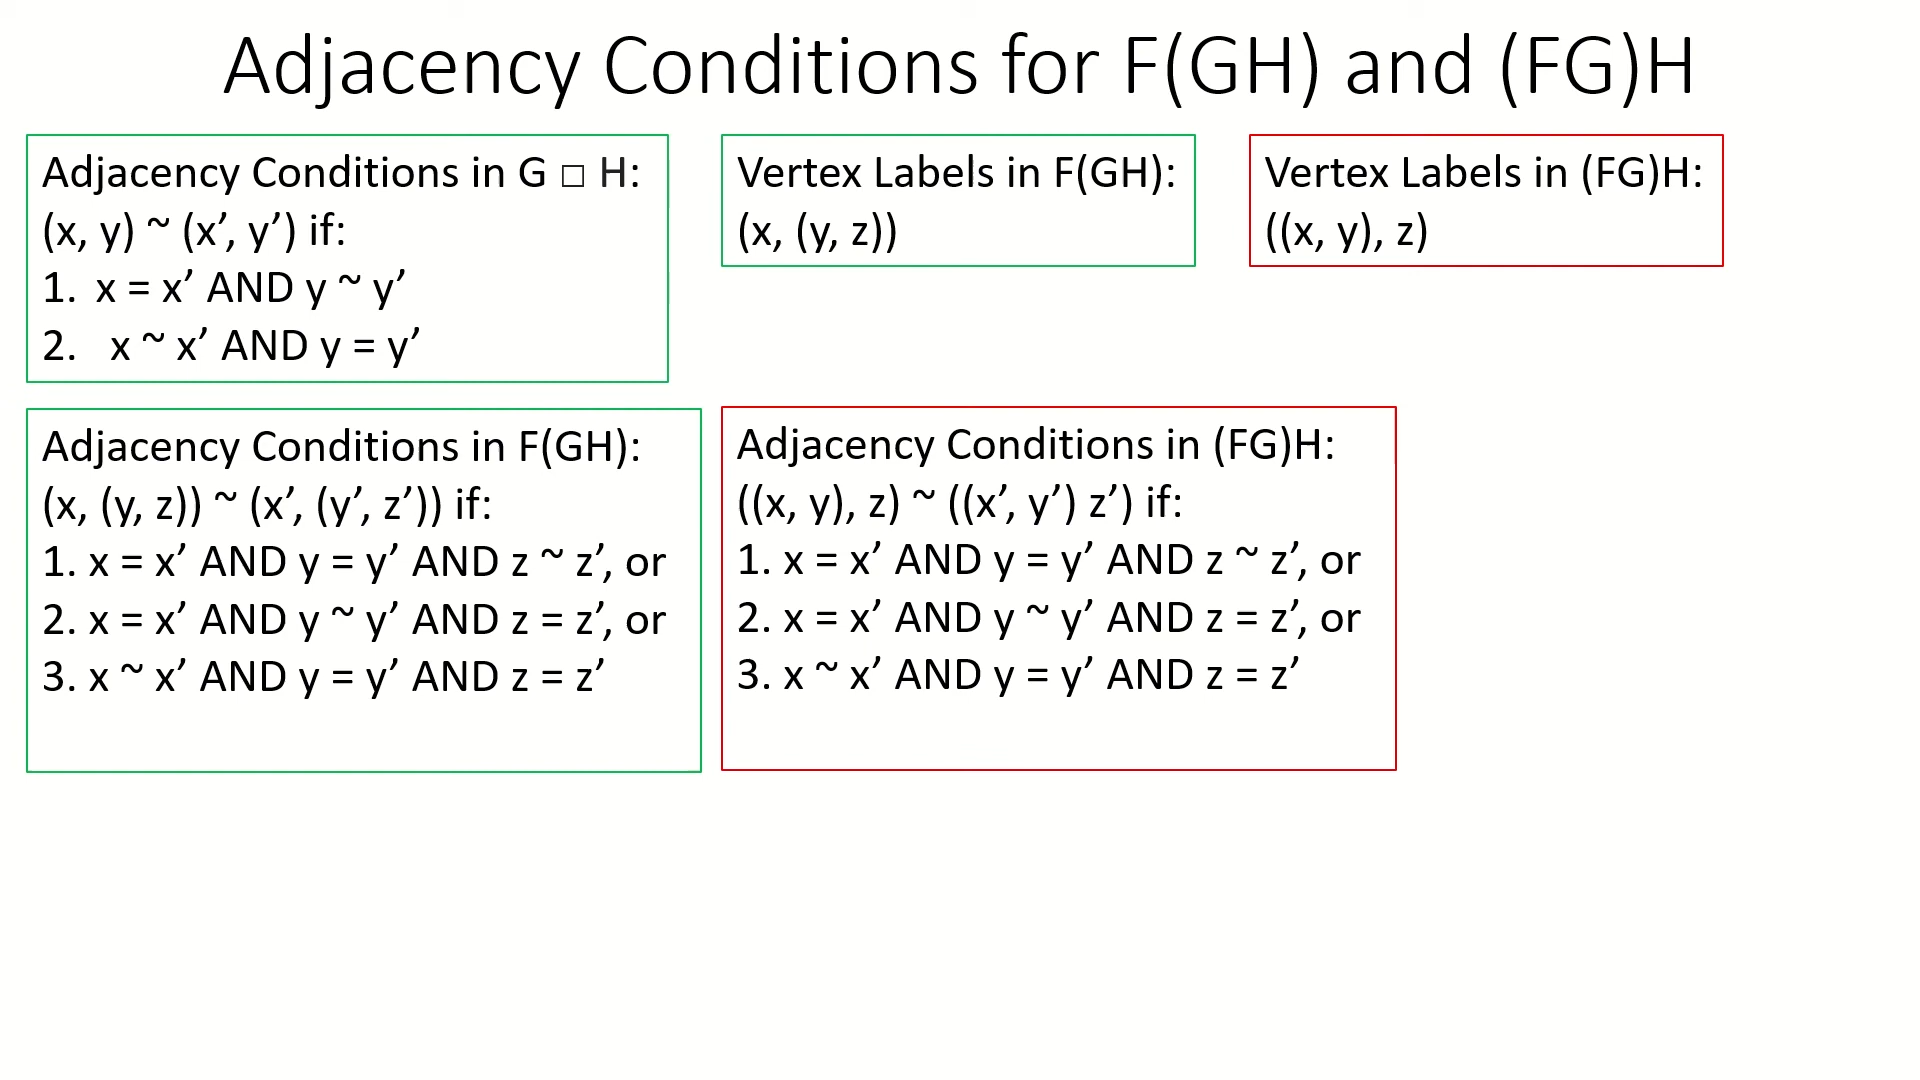 Adjacency Conditions for F(GH) and (FG)H
Adjacency Conditions in G □ H:
(x, y) ~ (x’, y’) if:
1. x = x’ AND y ~ y’
2. x ~ x’ AND y = y’
Vertex Labels in F(GH):
(x, (y, z))
Vertex Labels in (FG)H:
((x, y), z)
Adjacency Conditions in F(GH):
(x, (y, z)) ~ (x’, (y’, z’)) if:
1. x = x’ AND y = y’ AND z ~ z’, or
2. x = x’ AND y ~ y’ AND z = z’, or
3. x ~ x’ AND y = y’ AND z = z’
Adjacency Conditions in (FG)H:
((x, y), z) ~ ((x’, y’) z’) if:
1. x = x’ AND y = y’ AND z ~ z’, or
2. x = x’ AND y ~ y’ AND z = z’, or
3. x ~ x’ AND y = y’ AND z = z’